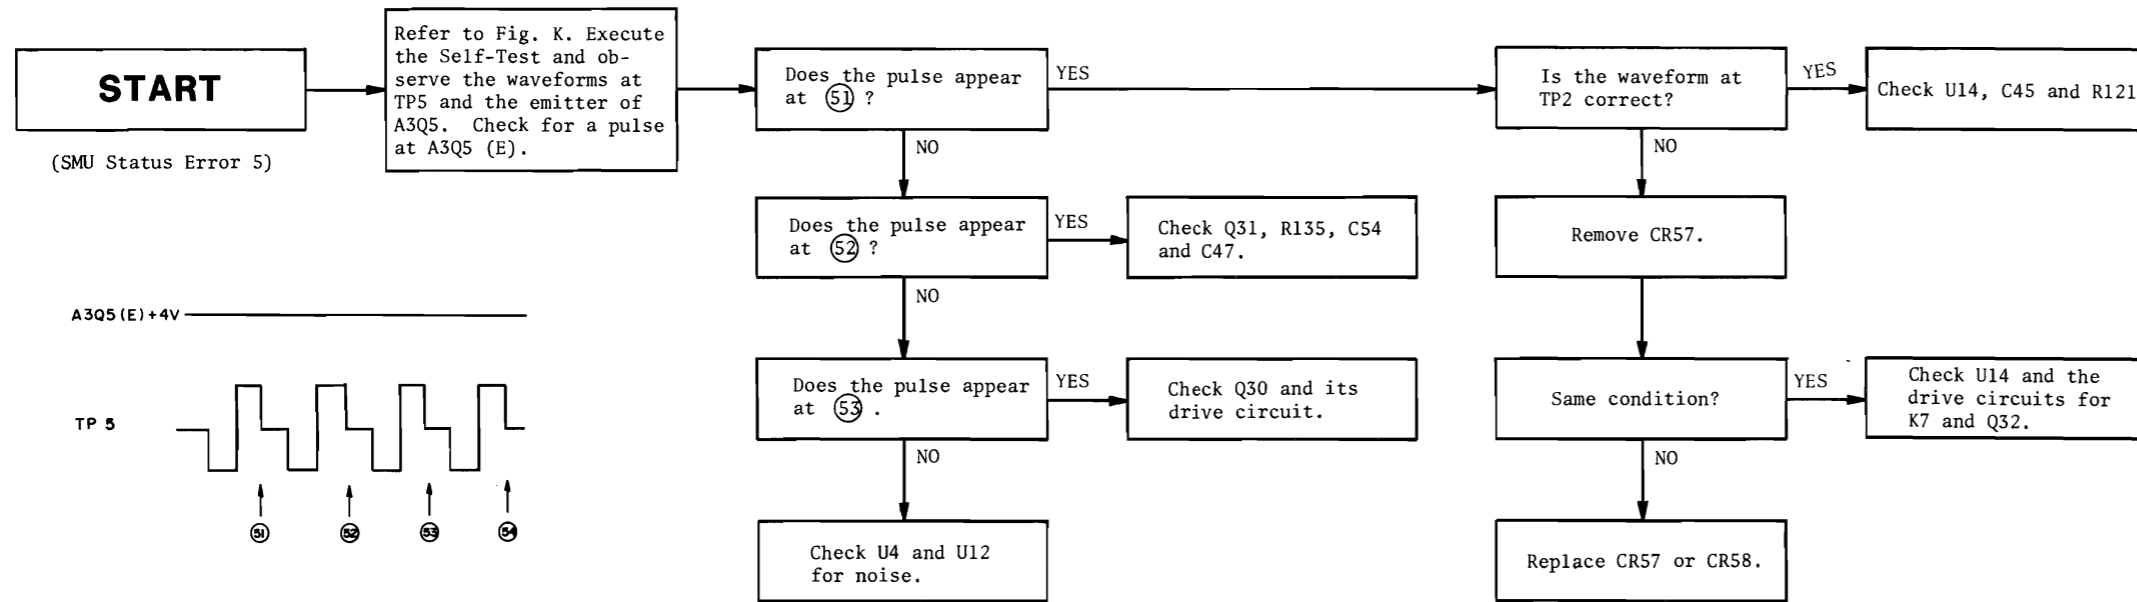 START
(SMU Status Error 5)
Refer to Fig. K. Execute
the Self-Test and ob-
serve the waveforms at
TP5 and the emitter of
A3Q5. Check for a pulse
at A3Q5 (E).
Does the pulse appear
at 51 ?
YES
NO
Is the waveform at
TP2 correct?
YES
NO
Check U14, C45 and R121
Does the pulse appear
at 52 ?
YES
NO
Check Q31, R135, C54
and C47.
Remove CR57.
Does the pulse appear
at 53 .
YES
NO
Check Q30 and its
drive circuit.
Same condition?
YES
NO
Check U14 and the
drive circuits for
K7 and Q32.
Check U4 and U12
for noise.
Replace CR57 or CR58.
A3Q5(E)+4V
TP 5
51
52
53
54